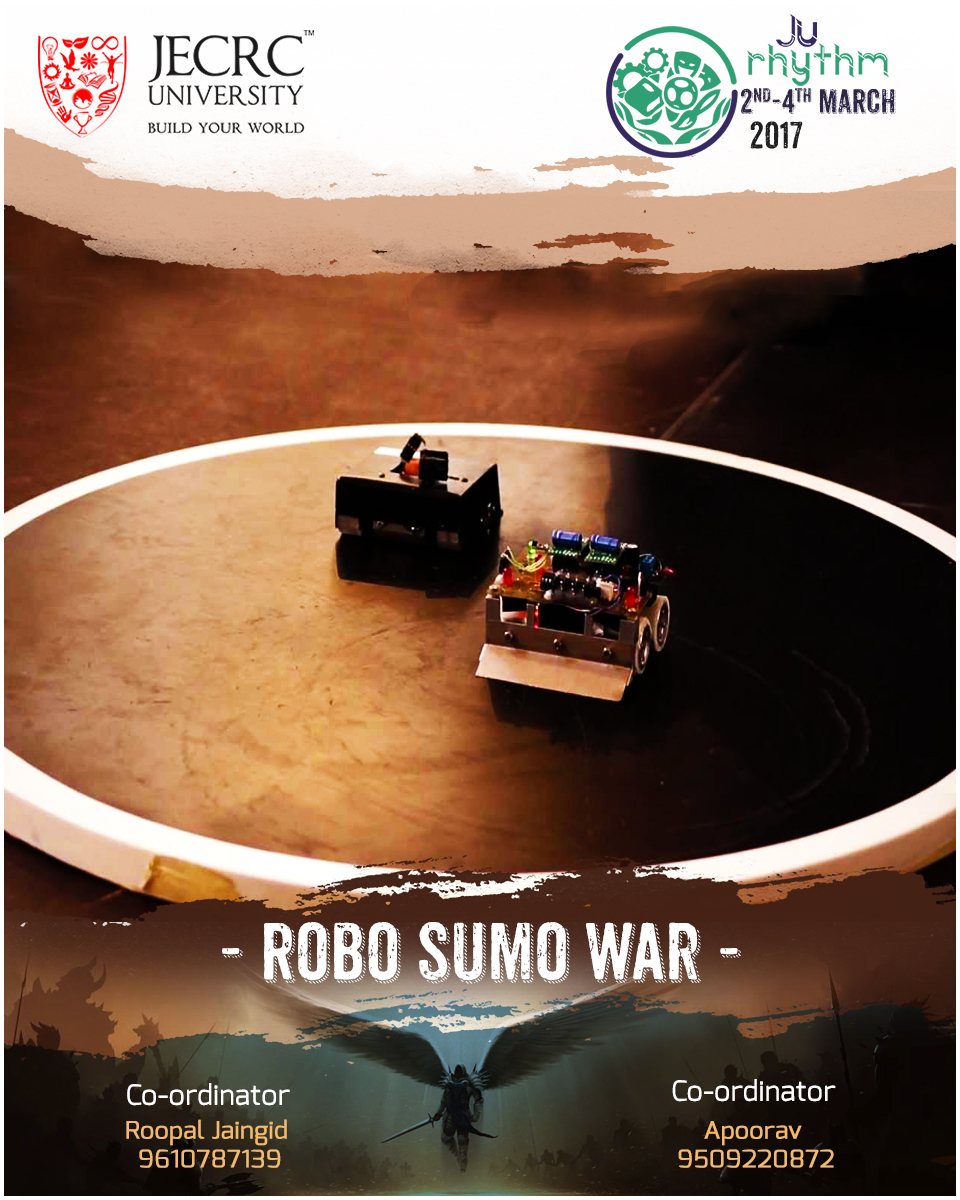 JECRC™
UNIVERSITY
BUILD YOUR WORLD
JU
rhythm
2ND-4TH MARCH
2017
- ROBO SUMO WAR -
Co-ordinator
Roopal Jaingid
9610787139
Co-ordinator
Apoorav
9509220872